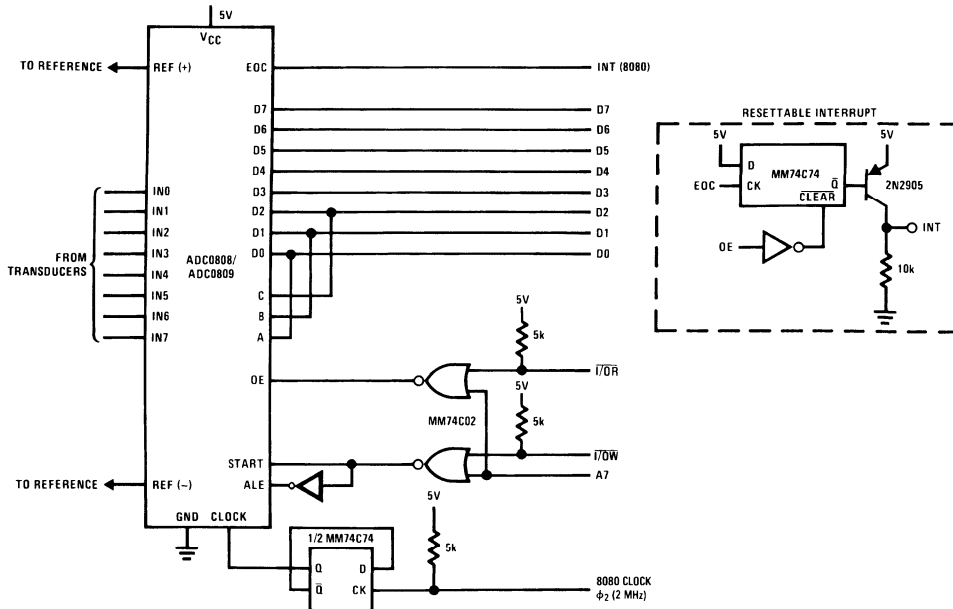 5V
VCC
TO REFERENCE
REF (+)
EOC
INT (8080)
D7
D7
D6
D6
D5
D5
D4
D4
D3
D3
D2
D2
D1
D1
D0
D0
IN0
IN1
IN2
IN3
IN4
IN5
IN6
IN7
FROM
TRANSDUCERS
ADC0808/
ADC0809
C
B
A
OE
5V
5k
I/OR
MM74C02
5V
5k
I/OW
A7
START
ALE
TO REFERENCE
REF (–)
GND
CLOCK
1/2 MM74C74
Q
D
Q
CK
5V
5k
8080 CLOCK
ϕ2 (2 MHz)
RESETTABLE INTERRUPT
5V
5V
D
MM74C74
EOC
CK
Q
CLEAR
2N2905
OE
INT
10k